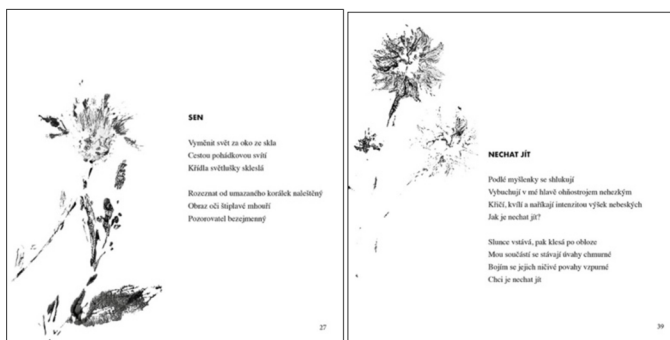 SEN
Vyměnit svět za oko ze skla
Cestou pohádkovou svítí
Křídla světlušky skleslá
Rozeznat od umazaného korálek naleštěný
Obraz oči štiplavé mhouří
Pozorovatel bezejmenný
27
NECHAT JÍT
Podlé myšlenky se shlukují
Vybuchují v mé hlavě ohňostrojem nehezkým
Křičí, kvílí a naříkají intenzitou výšek nebeských
Jak je nechat jít?
Slunce vstává, pak klesá po obloze
Mou součástí se stávají úvahy chmurné
Bojím se jejich ničivé povahy vzpurné
Chci je nechat jít
39